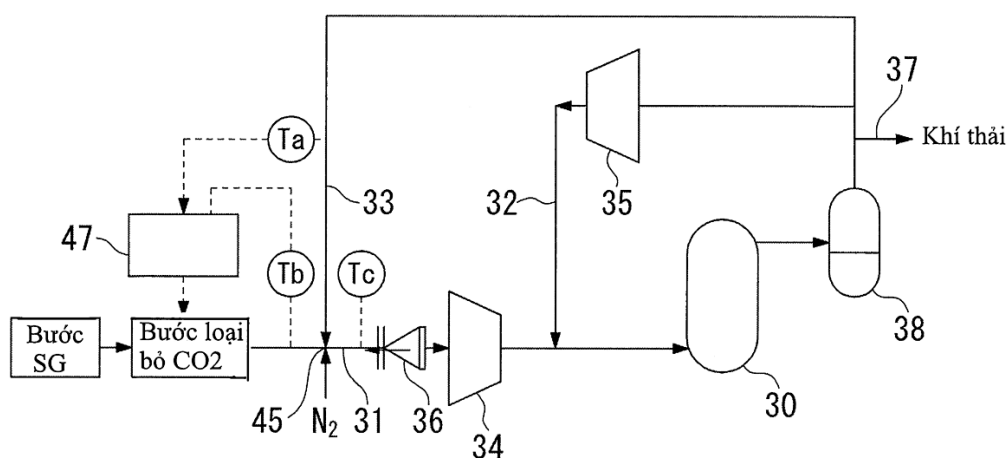 37
Khí thải
Ta
33
32
35
47
Tb
Tc
38
Bước
SG
Bước loại
bỏ CO2
45
N₂
31
36
34
30